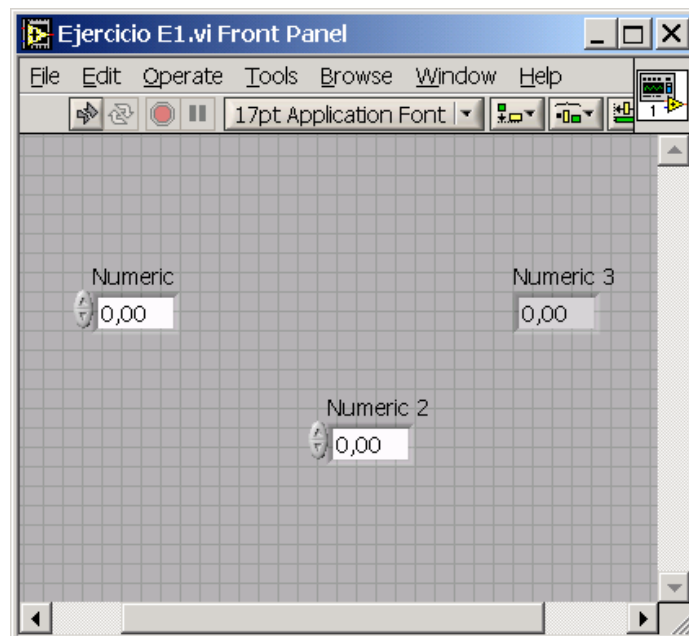 Ejercicio E1.vi Front Panel
File Edit Operate Tools Browse Window Help
17pt Application Font
1
Numeric
0,00
Numeric 3
0,00
Numeric 2
0,00